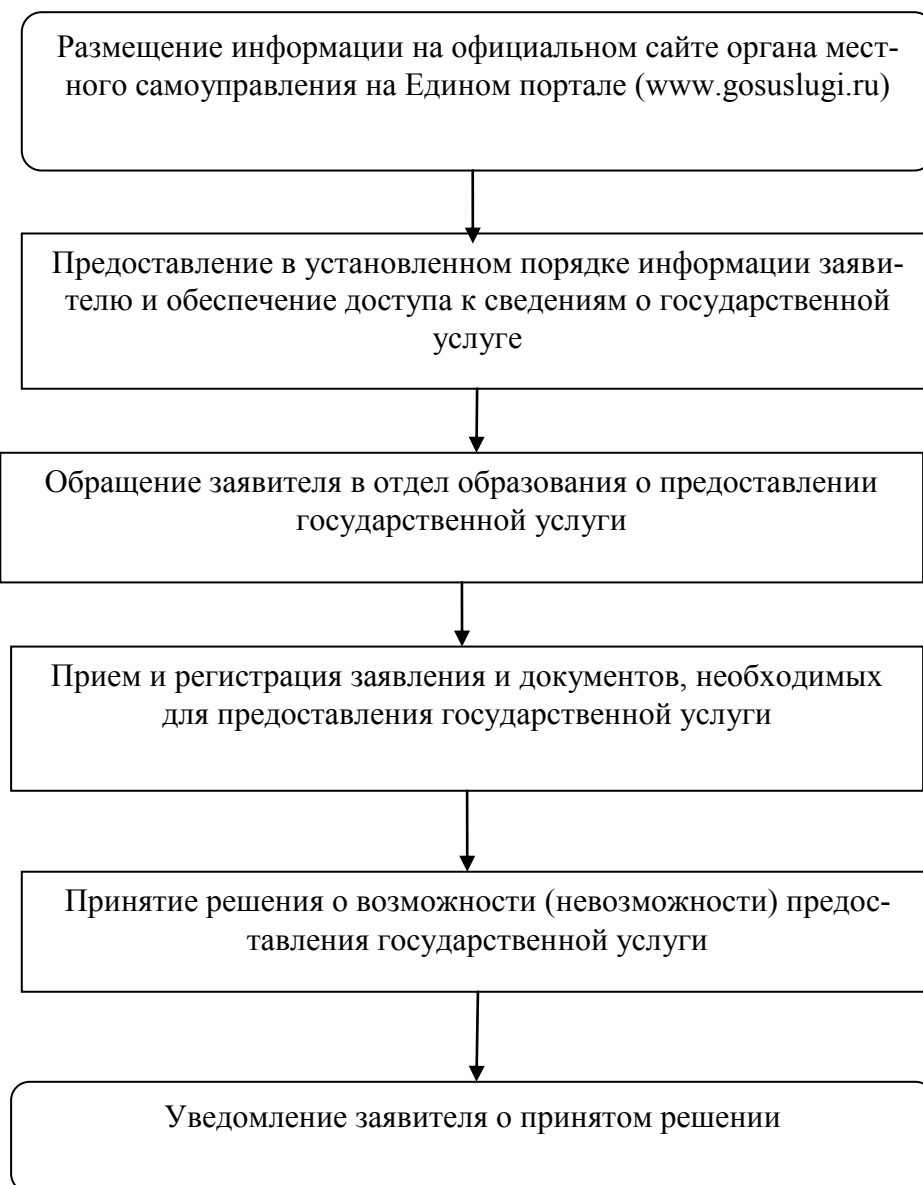 Размещение информации на официальном сайте органа мест-
ного самоуправления на Едином портале (www.gosuslugi.ru)
Предоставление в установленном порядке информации заяви-
телю и обеспечение доступа к сведениям о государственной
услуге
Обращение заявителя в отдел образования о предоставлении
государственной услуги
Прием и регистрация заявления и документов, необходимых
для предоставления государственной услуги
Принятие решения о возможности (невозможности) предос-
тавления государственной услуги
Уведомление заявителя о принятом решении